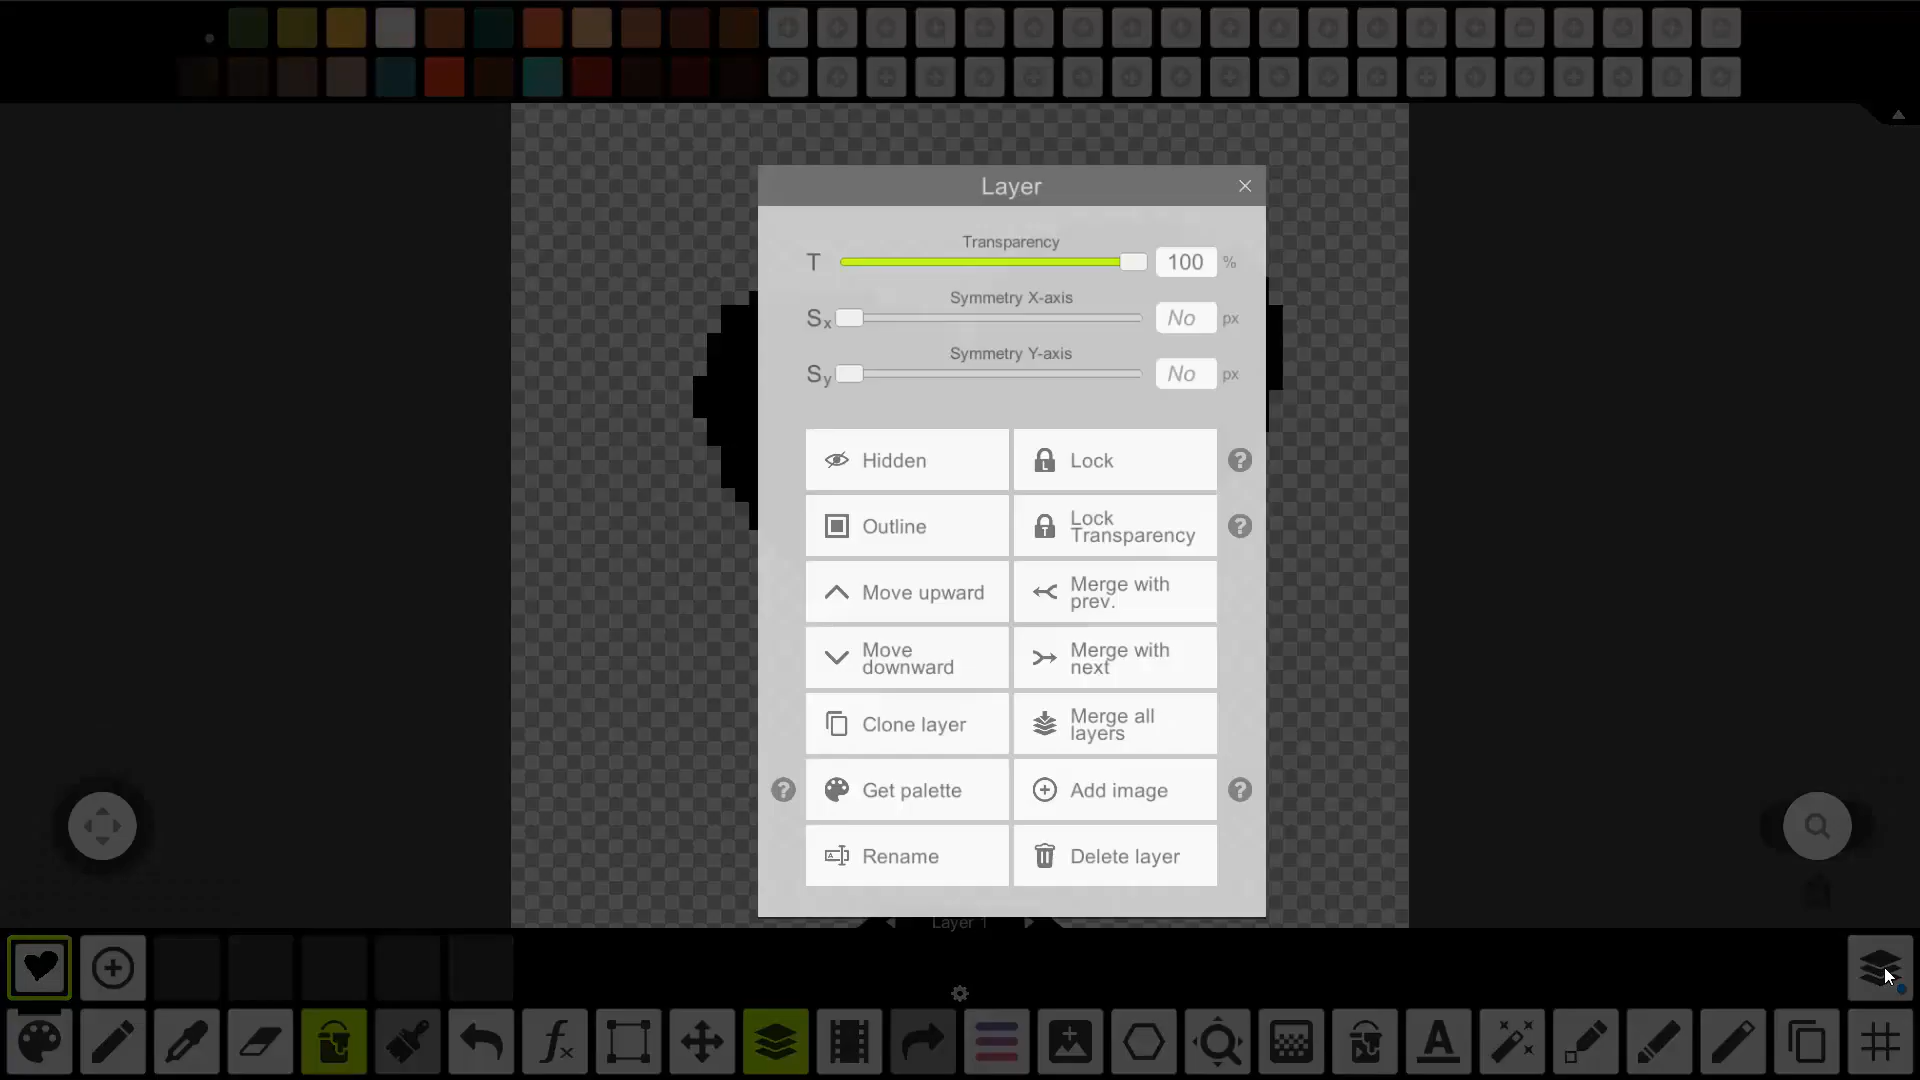 Layer
Transparency
T 100 %
Symmetry X-axis
Sx No px
Symmetry Y-axis
Sy No px
Hidden
Lock
Outline
Lock
Transparency
Move upward
Merge with
prev.
Move
downward
Merge with
next
Clone layer
Merge all
layers
Get palette
Add image
Rename
Delete layer
Layer 1